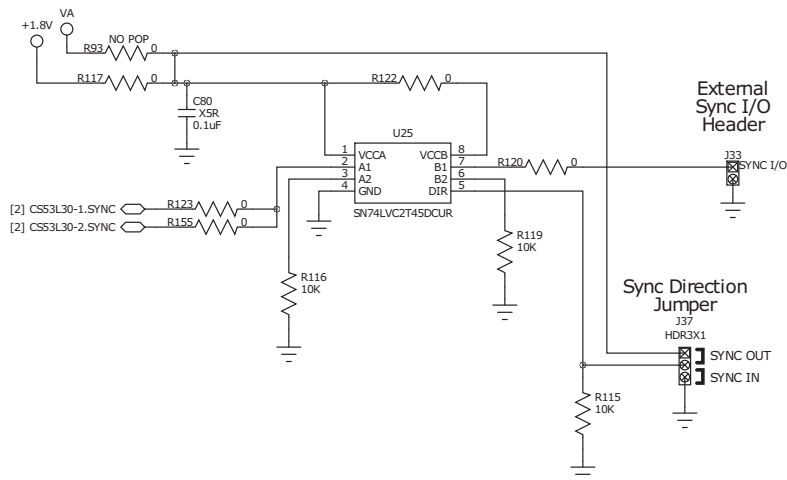 +1.8V
VA
R93
NO POP
0
R117
0
R122
0
C80
X5R
0.1uF
U25
1
VCCA
2
A1
3
A2
4
GND
VCCB
8
B1
7
B2
6
DIR
5
SN74LVC2T45DCUR
R120
0
External
Sync I/O
Header
J33
SYNC I/O
[2] CS53L30-1.SYNC
R123
0
[2] CS53L30-2.SYNC
R155
0
R116
10K
R119
10K
Sync Direction
Jumper
J37
HDR3X1
SYNC OUT
SYNC IN
R115
10K